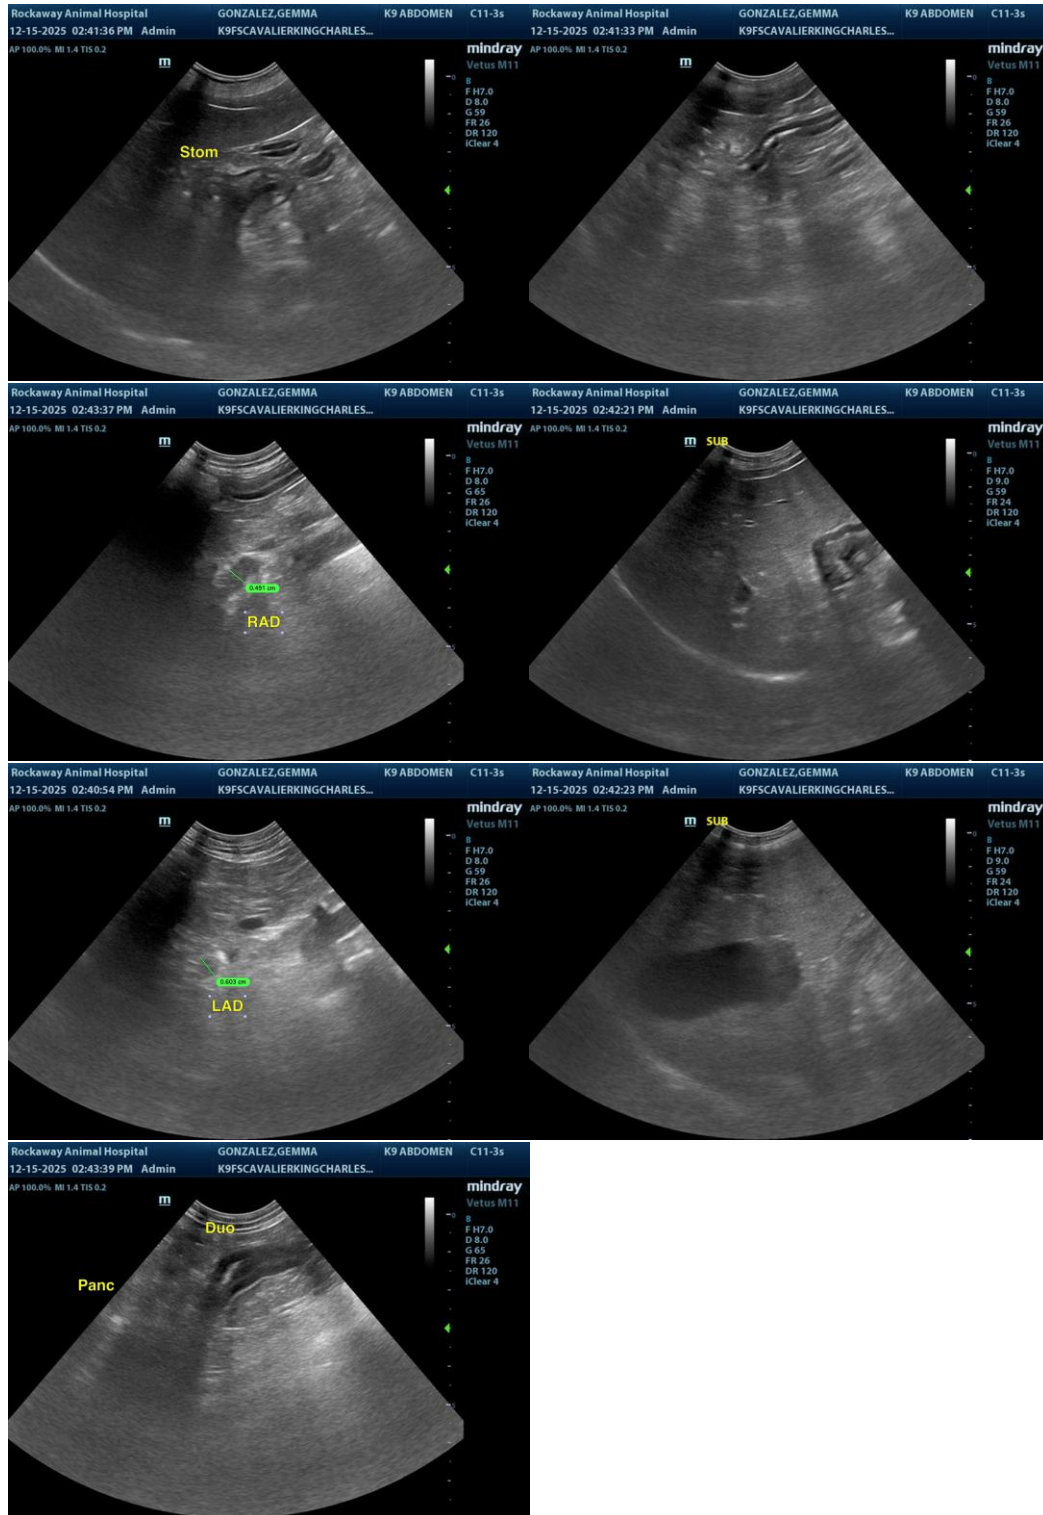 Rockaway Animal Hospital GONZALEZ,GEMMA K9 ABDOMEN C11-3s
12-15-2025 02:41:36 PM Admin K9FSCAVALIERKINGCHARLES...
AP 100.0% MI 1.4 TIS 0.2
mindray
Vetus M11
m
B
F H7.0
D 8.0
G 59
FR 26
DR 120
iClear 4
0
5
Stom
Rockaway Animal Hospital GONZALEZ,GEMMA K9 ABDOMEN C11-3s
12-15-2025 02:41:33 PM Admin K9FSCAVALIERKINGCHARLES...
AP 100.0% MI 1.4 TIS 0.2
mindray
Vetus M11
m
B
F H7.0
D 8.0
G 59
FR 26
DR 120
iClear 4
0
5
Rockaway Animal Hospital GONZALEZ,GEMMA K9 ABDOMEN C11-3s
12-15-2025 02:43:37 PM Admin K9FSCAVALIERKINGCHARLES...
AP 100.0% MI 1.4 TIS 0.2
mindray
Vetus M11
m
B
F H7.0
D 8.0
G 65
FR 26
DR 120
iClear 4
0
5
0.491 cm
RAD
Rockaway Animal Hospital GONZALEZ,GEMMA K9 ABDOMEN C11-3s
12-15-2025 02:42:21 PM Admin K9FSCAVALIERKINGCHARLES...
AP 100.0% MI 1.4 TIS 0.2
mindray
Vetus M11
m SUB
B
F H7.0
D 9.0
G 59
FR 24
DR 120
iClear 4
0
5
Rockaway Animal Hospital GONZALEZ,GEMMA K9 ABDOMEN C11-3s
12-15-2025 02:40:54 PM Admin K9FSCAVALIERKINGCHARLES...
AP 100.0% MI 1.4 TIS 0.2
mindray
Vetus M11
m
B
F H7.0
D 8.0
G 59
FR 26
DR 120
iClear 4
0
5
0.603 cm
LAD
Rockaway Animal Hospital GONZALEZ,GEMMA K9 ABDOMEN C11-3s
12-15-2025 02:42:23 PM Admin K9FSCAVALIERKINGCHARLES...
AP 100.0% MI 1.4 TIS 0.2
mindray
Vetus M11
m SUB
B
F H7.0
D 9.0
G 59
FR 24
DR 120
iClear 4
0
5
Rockaway Animal Hospital GONZALEZ,GEMMA K9 ABDOMEN C11-3s
12-15-2025 02:43:39 PM Admin K9FSCAVALIERKINGCHARLES...
AP 100.0% MI 1.4 TIS 0.2
mindray
Vetus M11
m
B
F H7.0
D 8.0
G 65
FR 26
DR 120
iClear 4
0
5
Duo
Panc